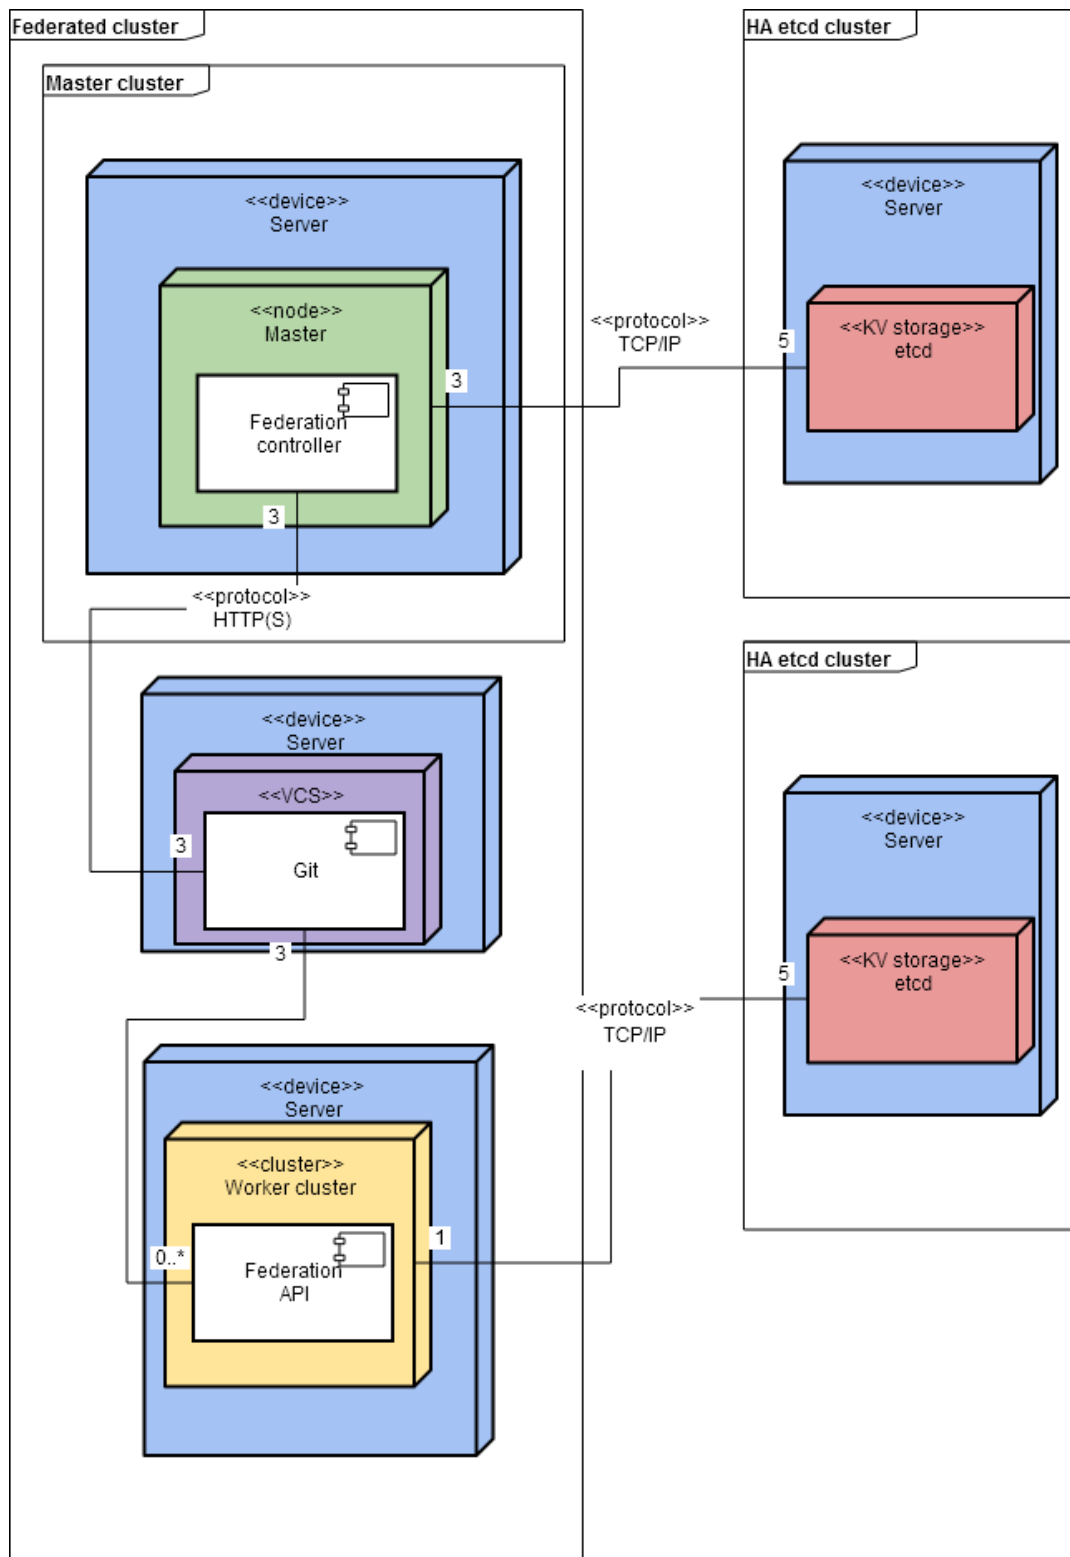 Federated cluster
Master cluster
<<device>>
Server
<<node>>
Master
3
Federation
controller
3
<<protocol>>
HTTP(S)
<<protocol>>
TCP/IP
HA etcd cluster
<<device>>
Server
5
<<KV storage>>
etcd
<<device>>
Server
<<VCS>>
3
Git
3
HA etcd cluster
<<device>>
Server
5
<<KV storage>>
etcd
<<protocol>>
TCP/IP
<<device>>
Server
<<cluster>>
Worker cluster
1
0..*
Federation
API